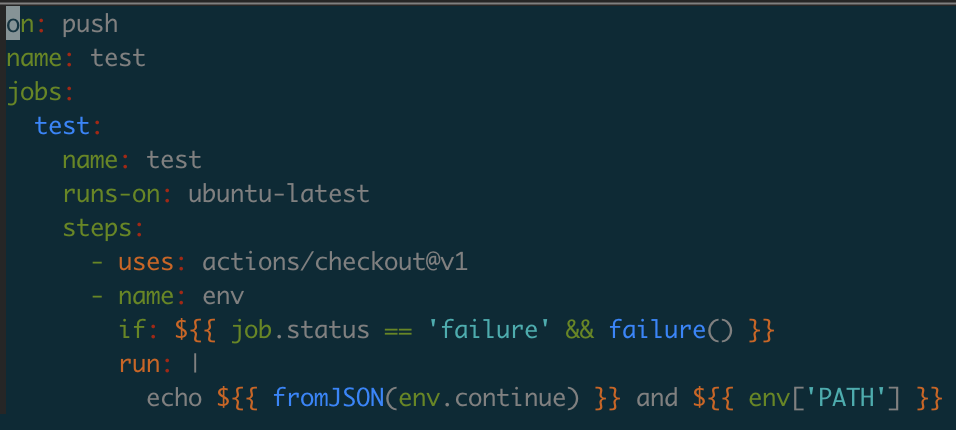 on: push
name: test
jobs:
  test:
    name: test
    runs-on: ubuntu-latest
    steps:
      - uses: actions/checkout@v1
      - name: env
        if: ${{ job.status == 'failure' && failure() }}
        run: |
          echo ${{ fromJSON(env.continue) }} and ${{ env['PATH'] }}